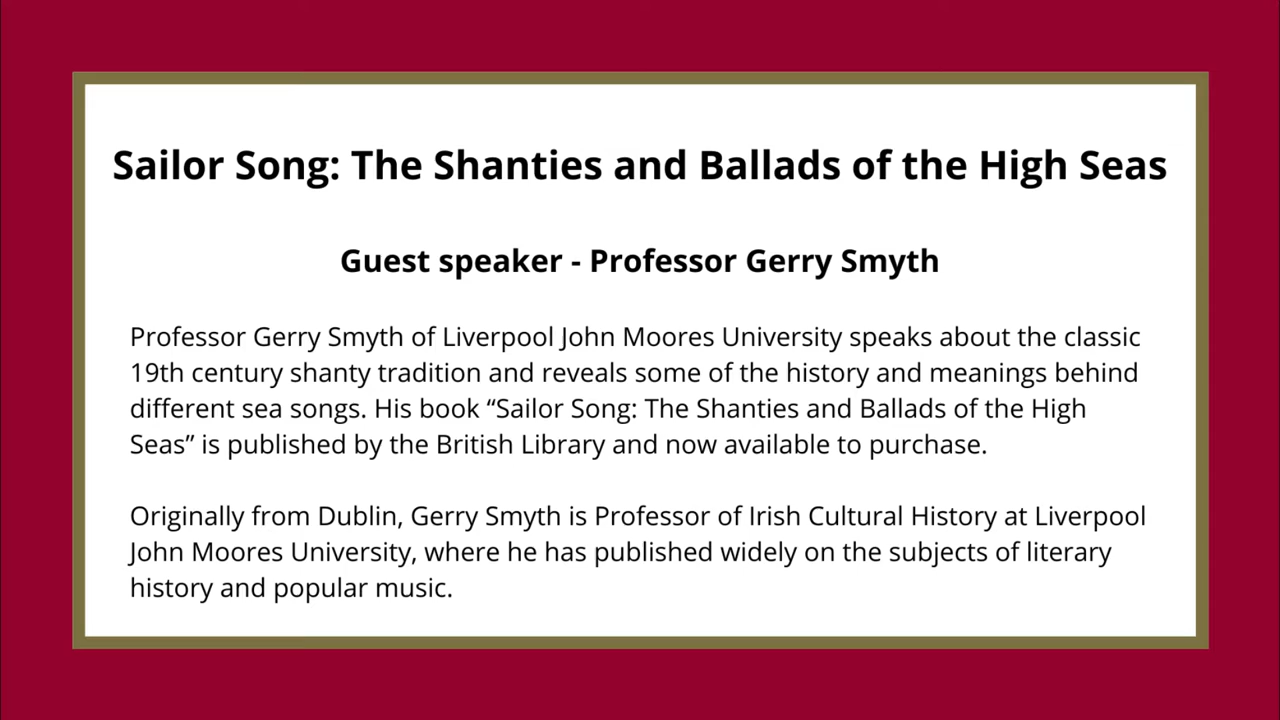 Sailor Song: The Shanties and Ballads of the High Seas
Guest speaker - Professor Gerry Smyth
Professor Gerry Smyth of Liverpool John Moores University speaks about the classic
19th century shanty tradition and reveals some of the history and meanings behind
different sea songs. His book “Sailor Song: The Shanties and Ballads of the High
Seas” is published by the British Library and now available to purchase.
Originally from Dublin, Gerry Smyth is Professor of Irish Cultural History at Liverpool
John Moores University, where he has published widely on the subjects of literary
history and popular music.